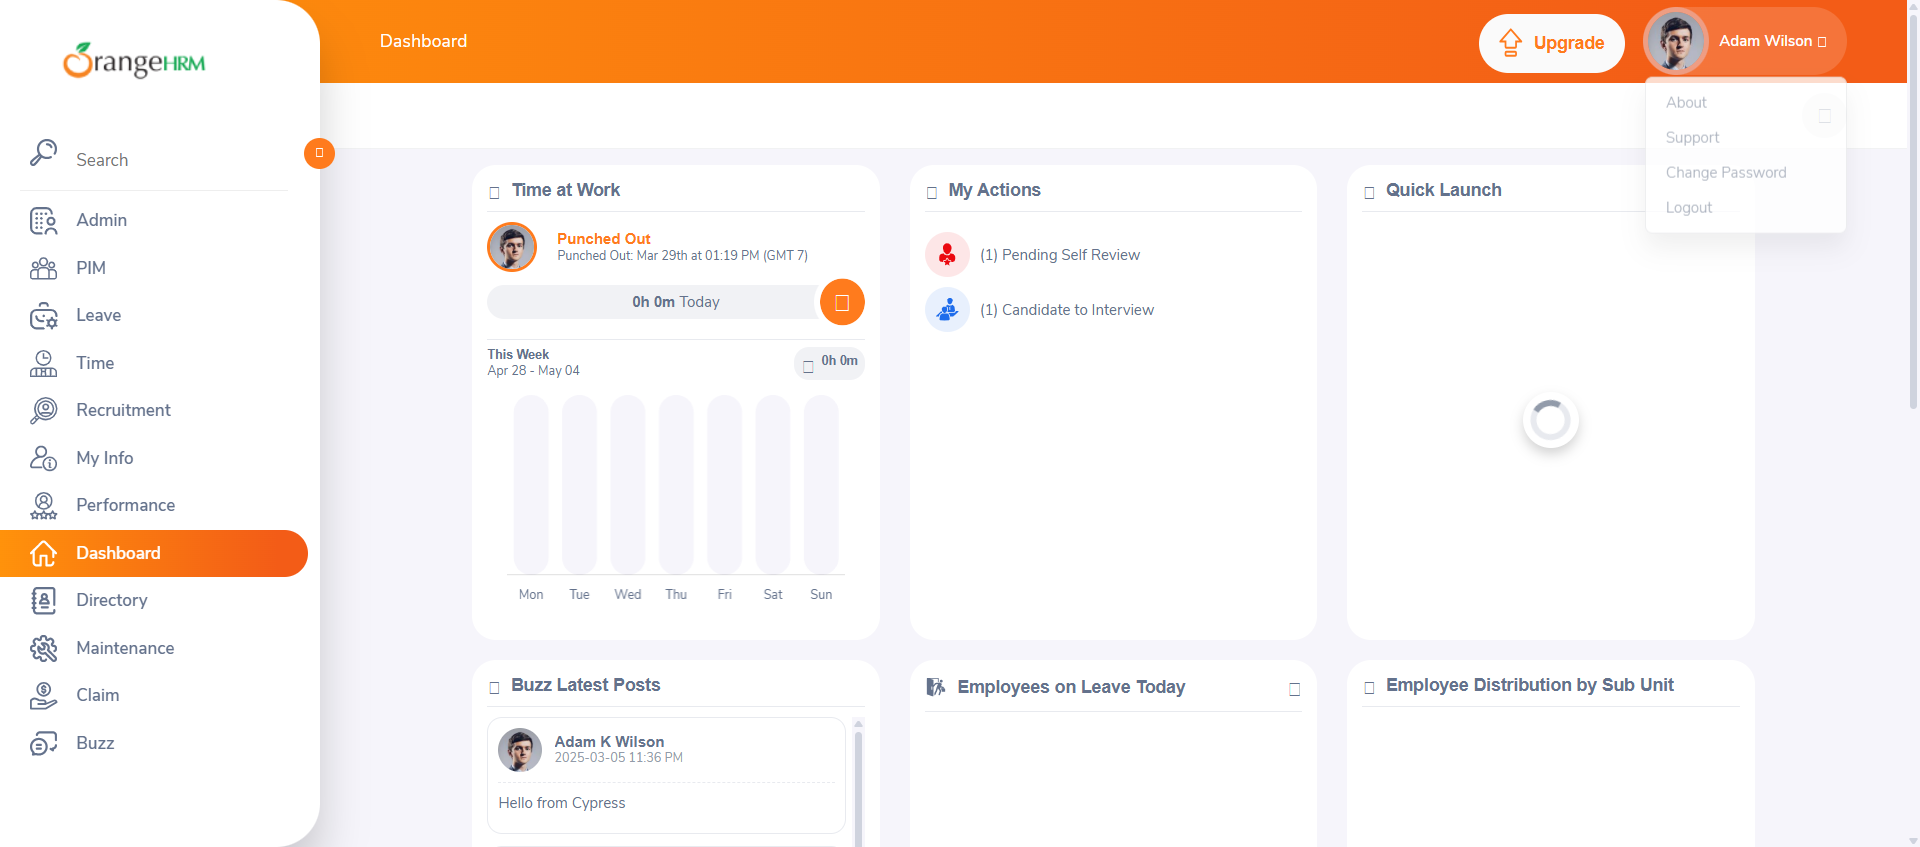 OrangeHRM
Dashboard
Upgrade
Adam Wilson
About
Support
Change Password
Logout
Search
Admin
PIM
Leave
Time
Recruitment
My Info
Performance
Dashboard
Directory
Maintenance
Claim
Buzz
Time at Work
Punched Out
Punched Out: Mar 29th at 01:19 PM (GMT 7)
0h 0m Today
This Week
Apr 28 - May 04
0h 0m
Mon Tue Wed Thu Fri Sat Sun
My Actions
(1) Pending Self Review
(1) Candidate to Interview
Quick Launch
Buzz Latest Posts
Adam K Wilson
2025-03-05 11:36 PM
Hello from Cypress
Employees on Leave Today
Employee Distribution by Sub Unit